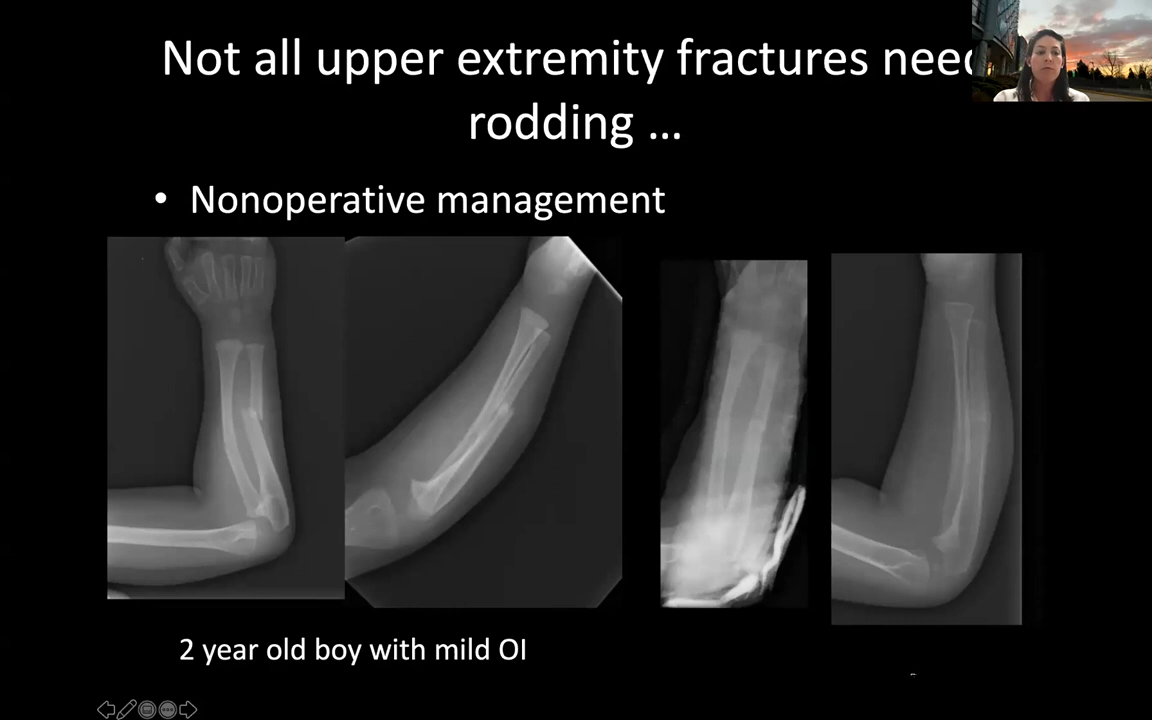 Not all upper extremity fractures need
rodding ...
• Nonoperative management
2 year old boy with mild OI